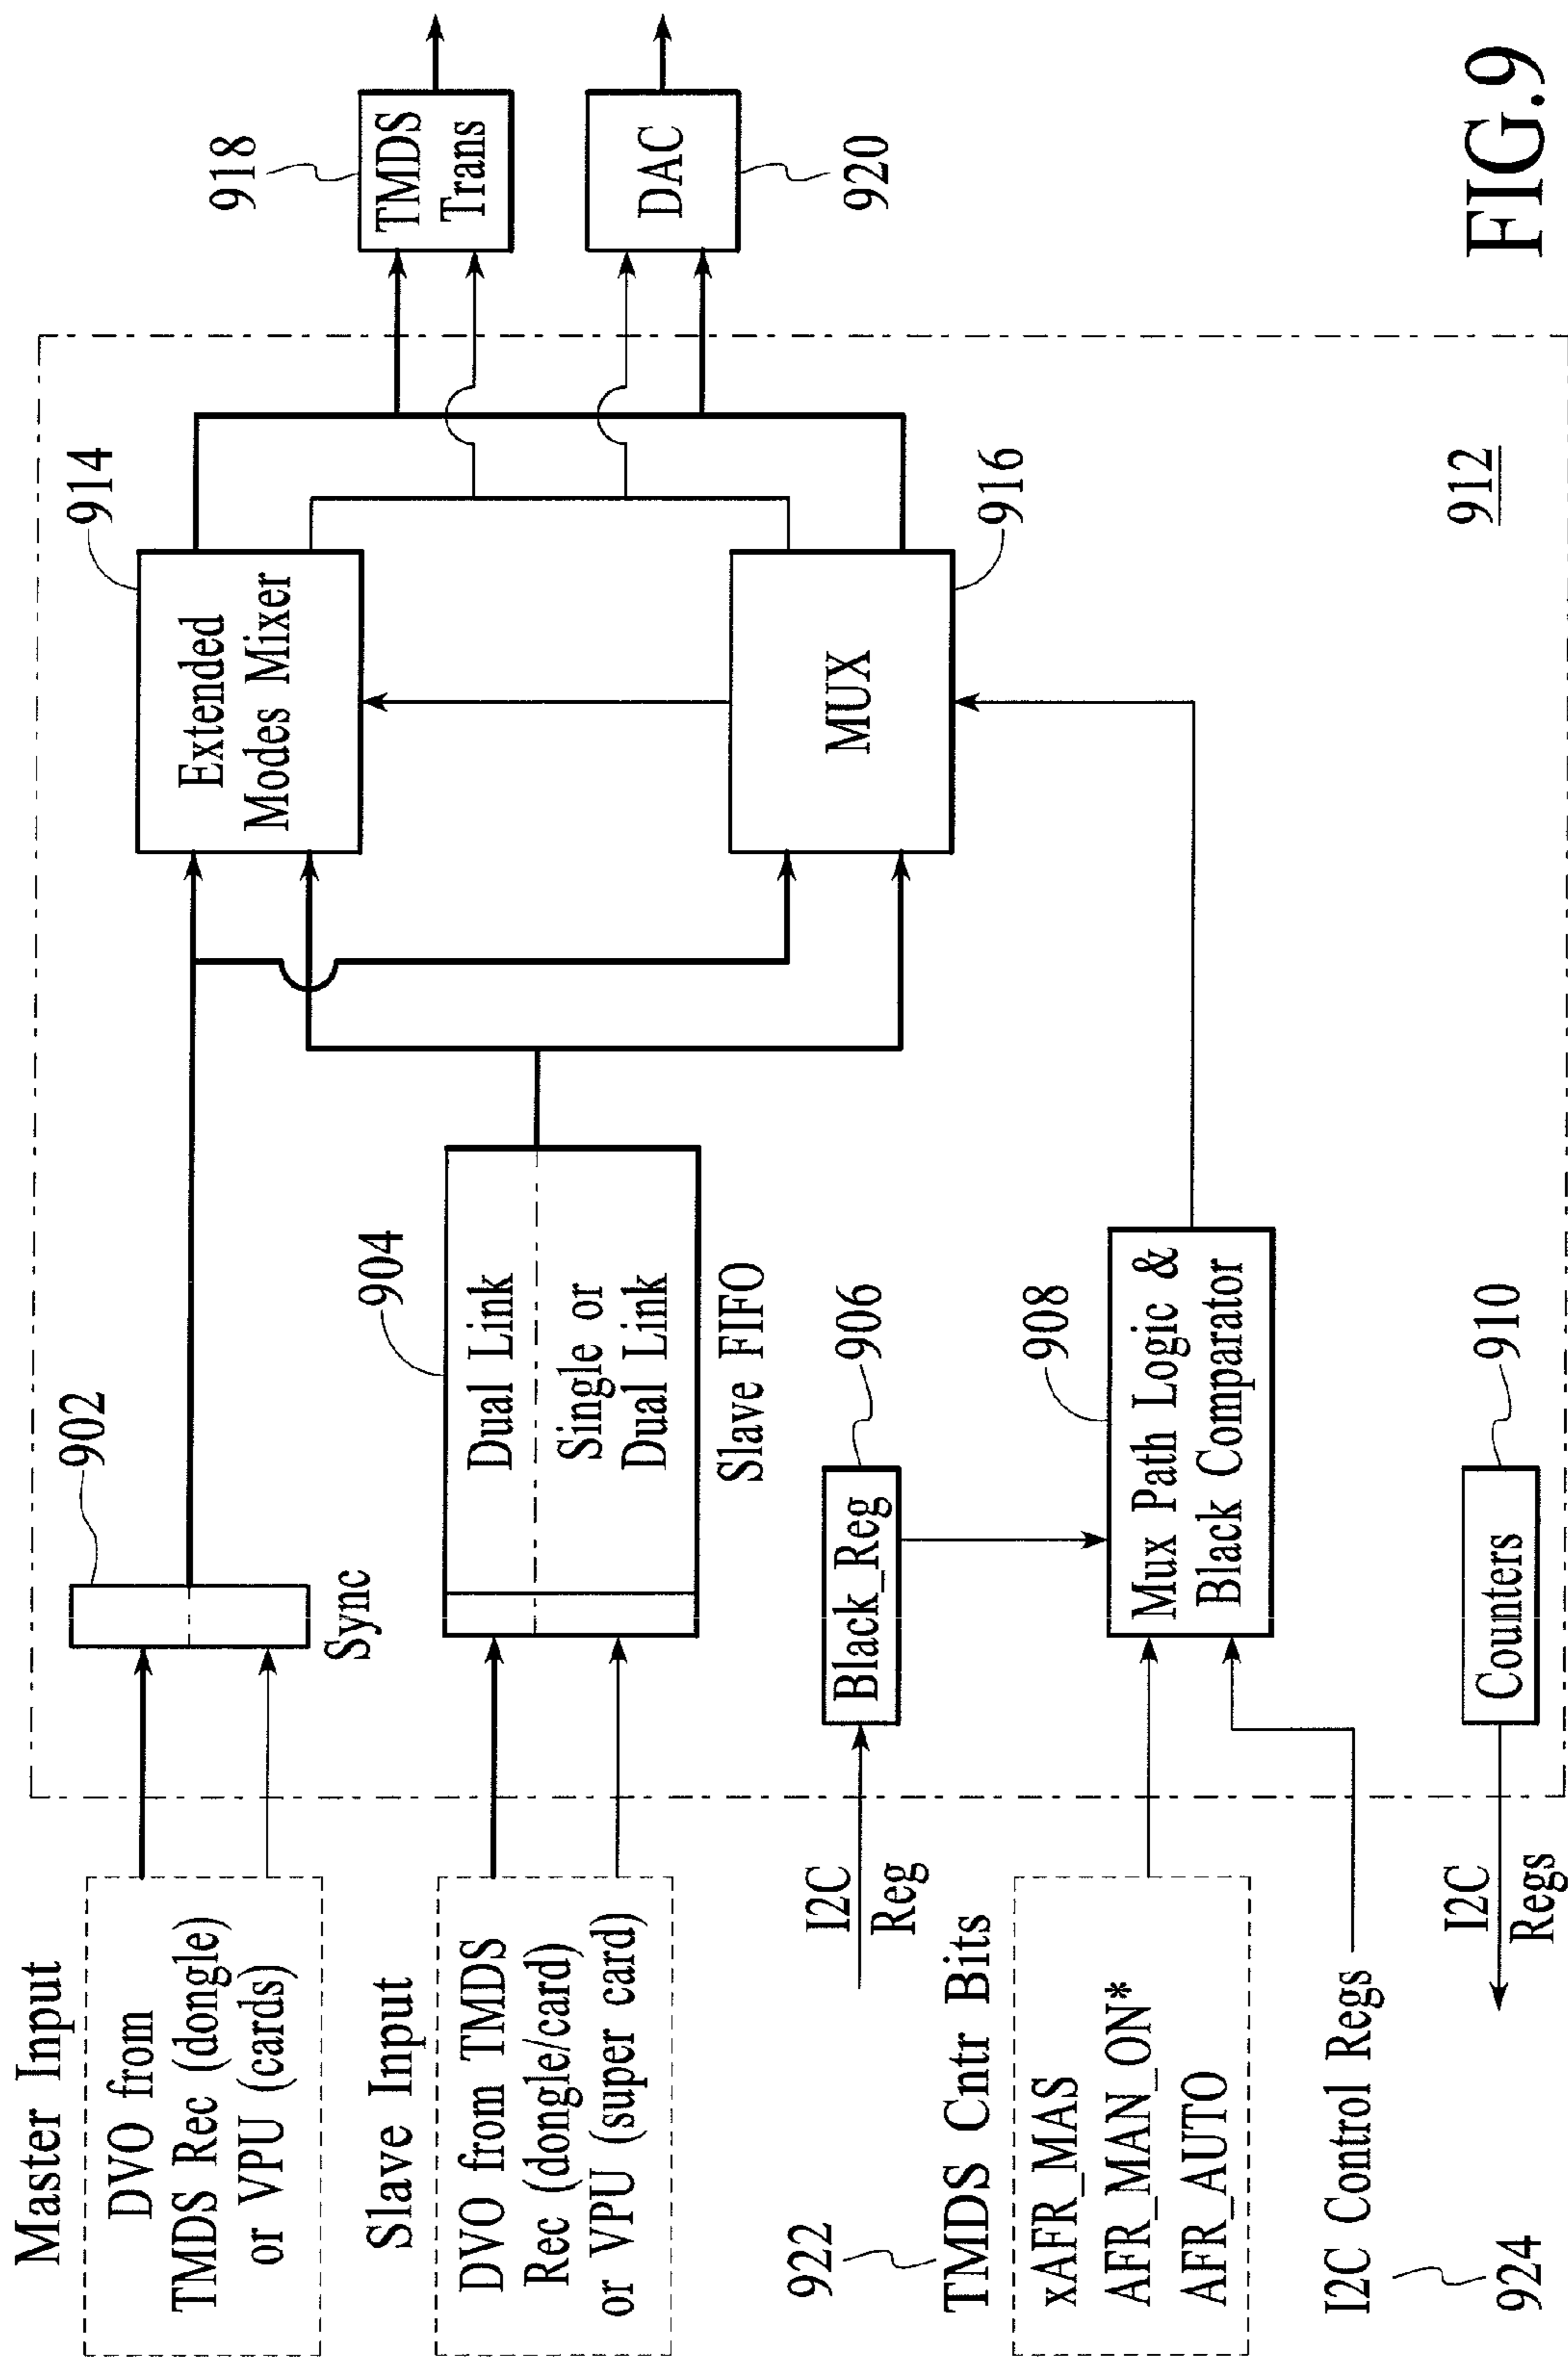 Master Input
DVO from
TMDS Rec (dongle)
or VPU (cards)
Slave Input
DVO from TMDS
Rec (dongle/card)
or VPU (super card)
I2C
Reg
922
TMDS Cntr Bits
xAFR_MAS
AFR_MAN_ON*
AFR_AUTO
I2C Control Regs
924
I2C
Regs
902
Sync
904
Dual Link
Single or
Dual Link
Slave FIFO
Black_Reg
906
908
Mux Path Logic &
Black Comparator
Counters
910
914
Extended
Modes Mixer
MUX
916
912
918
TMDS
Trans
DAC
920
FIG.9